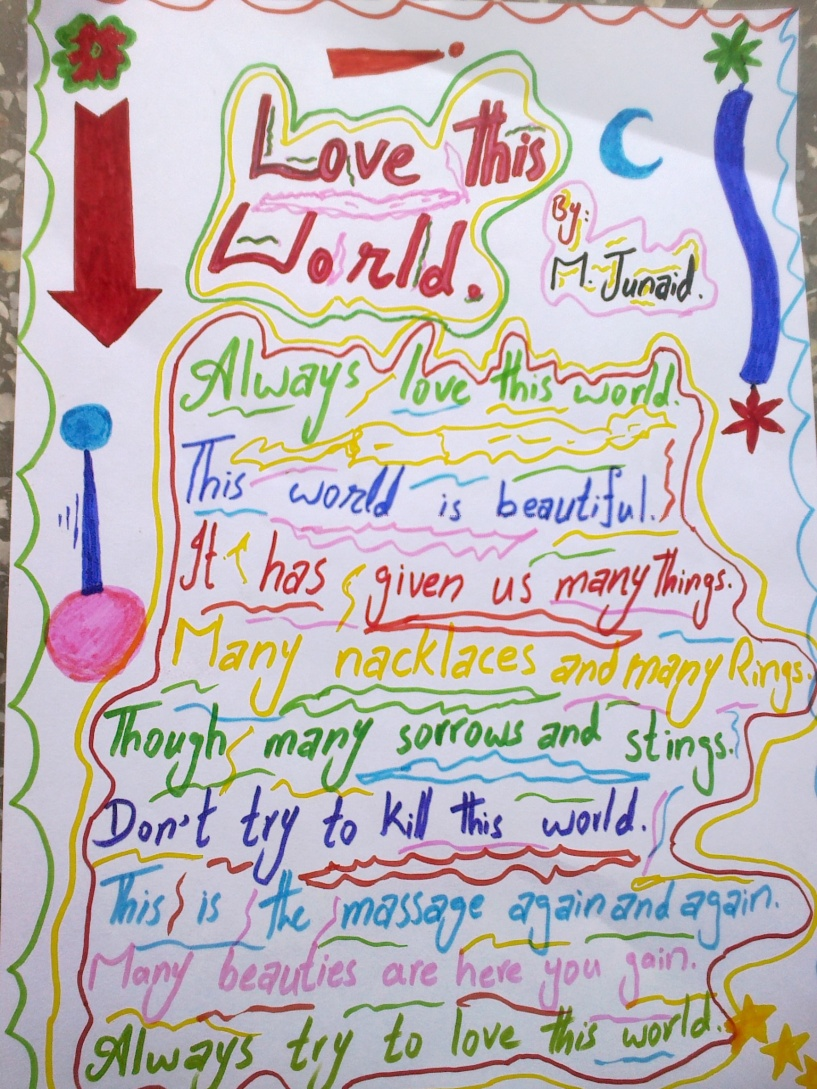 Love This
World.
By:
M. Junaid.
Always love this world.
This world is beautiful.
It has given us many things.
Many nacklaces and many Rings.
Though many sorrows and stings.
Don't try to kill this world.
This is the massage again and again.
Many beauties are here you gain.
Always try to love this world.